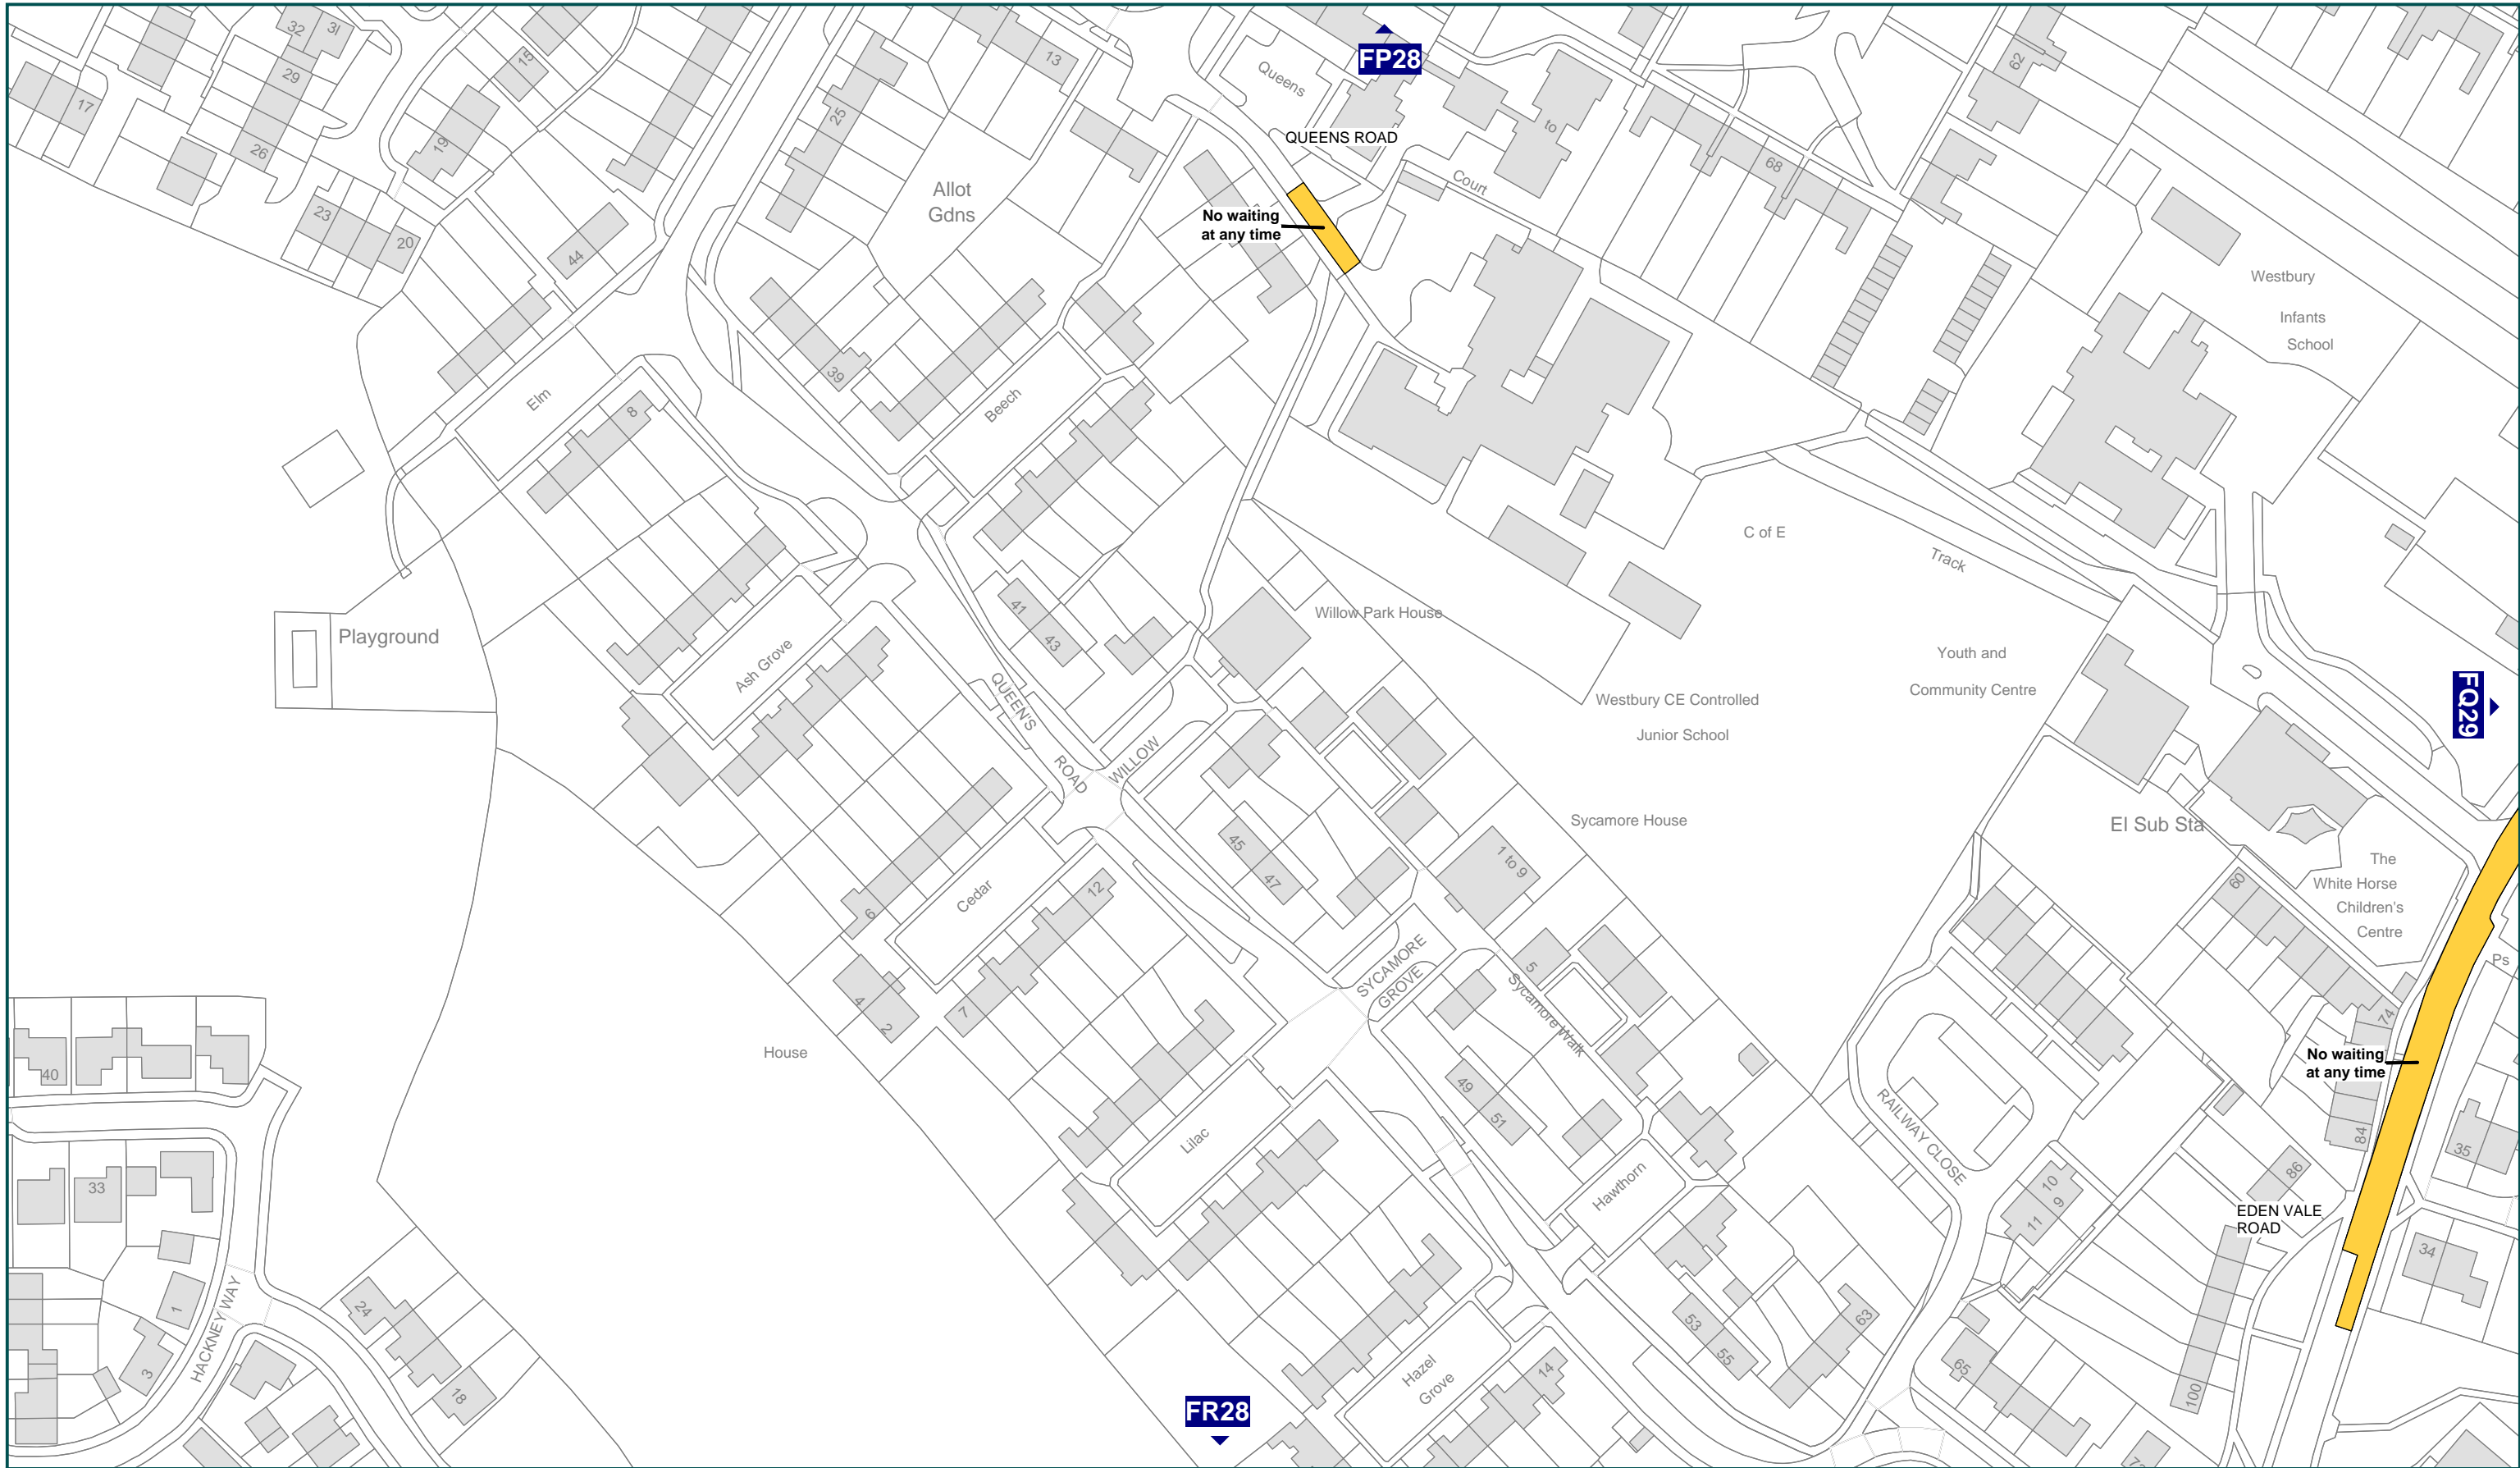 32
31
FP28
13
15
62
Queens
29
17
25
to
QUEENS ROAD
19
26
68
Court
Allot
Gdns
23
No waiting
at any time
20
44
Westbury
Infants
School
39
Elm
Beech
8
C of E
Track
41
Willow Park House
Playground
43
Youth and
Community Centre
Ash Grove
QUEEN'S
ROAD
Westbury CE Controlled
Junior School
FQ29
WILLOW
Sycamore House
El Sub Sta
45
47
1 to 9
The
White Horse
Children's
Centre
60
12
Cedar
6
SYCAMORE
GROVE
5
Ps
4
2
7
Sycamore Walk
74
House
No waiting
at any time
40
49
51
RAILWAY CLOSE
84
35
Lilac
86
Hawthorn
33
10
9
11
EDEN VALE
ROAD
34
1
HACKNEY WAY
24
53
55
63
3
Hazel
Grove
14
65
18
100
FR28